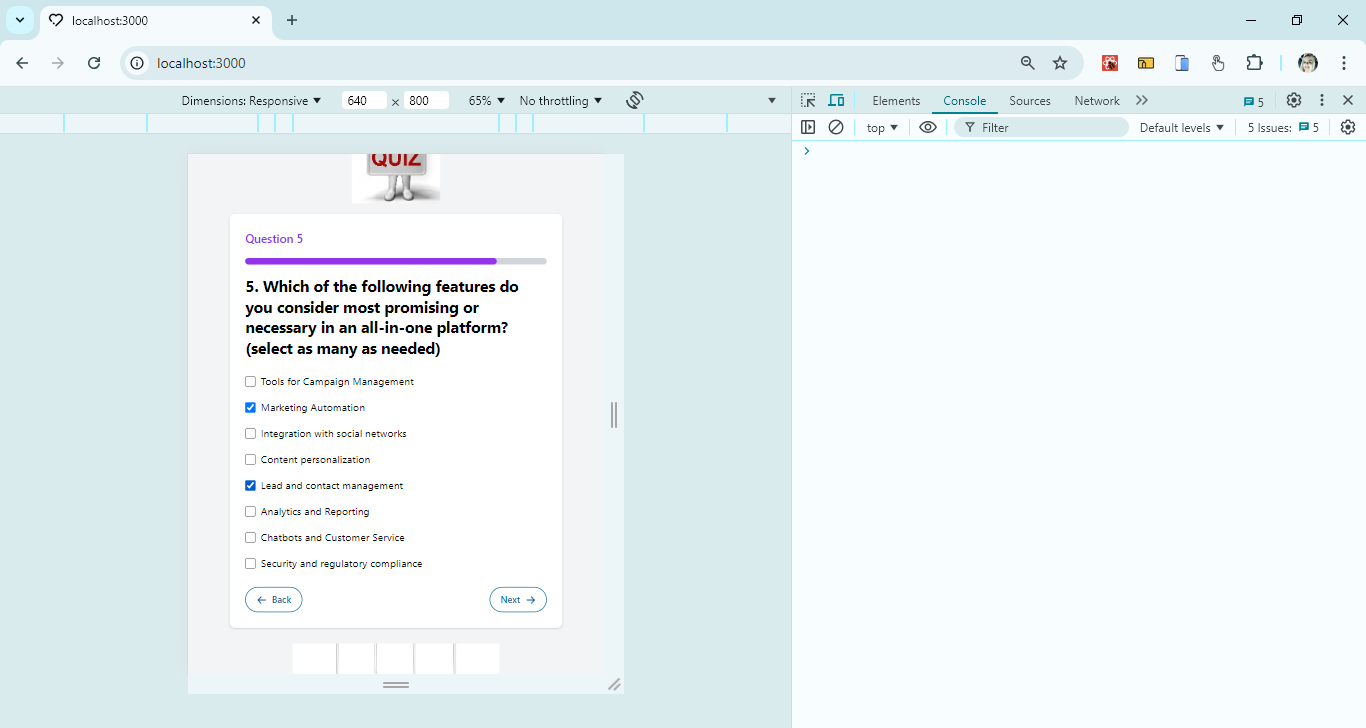 localhost:3000
localhost:3000
Dimensions: Responsive 640 × 800 65% No throttling
Elements Console Sources Network 5
top Filter Default levels 5 Issues: 5
QUIZ
Question 5
5. Which of the following features do
you consider most promising or
necessary in an all-in-one platform?
(select as many as needed)
Tools for Campaign Management
Marketing Automation
Integration with social networks
Content personalization
Lead and contact management
Analytics and Reporting
Chatbots and Customer Service
Security and regulatory compliance
Back Next